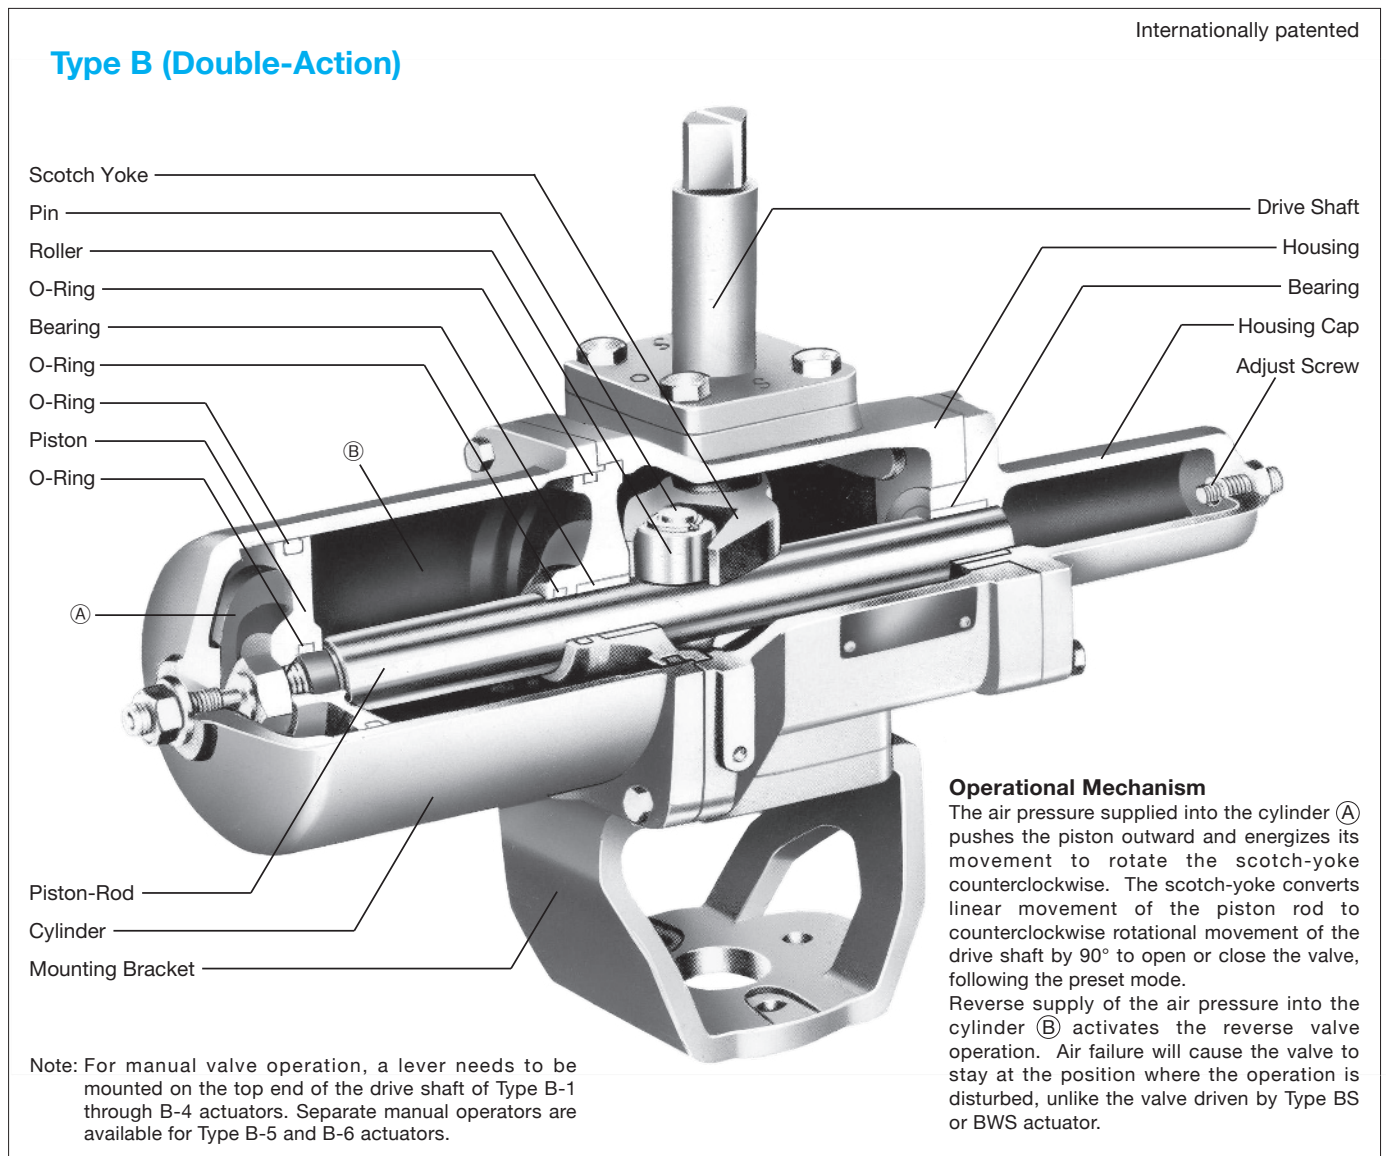 Internationally patented
Type B (Double-Action)
Scotch Yoke
Pin
Roller
O-Ring
Bearing
O-Ring
O-Ring
Piston
O-Ring
Drive Shaft
Housing
Bearing
Housing Cap
Adjust Screw
S
O
S
Ⓑ
Ⓐ
Piston-Rod
Cylinder
Mounting Bracket
Operational Mechanism
The air pressure supplied into the cylinder Ⓐ
pushes the piston outward and energizes its
movement to rotate the scotch-yoke
counterclockwise. The scotch-yoke converts
linear movement of the piston rod to
counterclockwise rotational movement of the
drive shaft by 90° to open or close the valve,
following the preset mode.
Reverse supply of the air pressure into the
cylinder Ⓑ activates the reverse valve
operation. Air failure will cause the valve to
stay at the position where the operation is
disturbed, unlike the valve driven by Type BS
or BWS actuator.
Note: For manual valve operation, a lever needs to be
mounted on the top end of the drive shaft of Type B-1
through B-4 actuators. Separate manual operators are
available for Type B-5 and B-6 actuators.